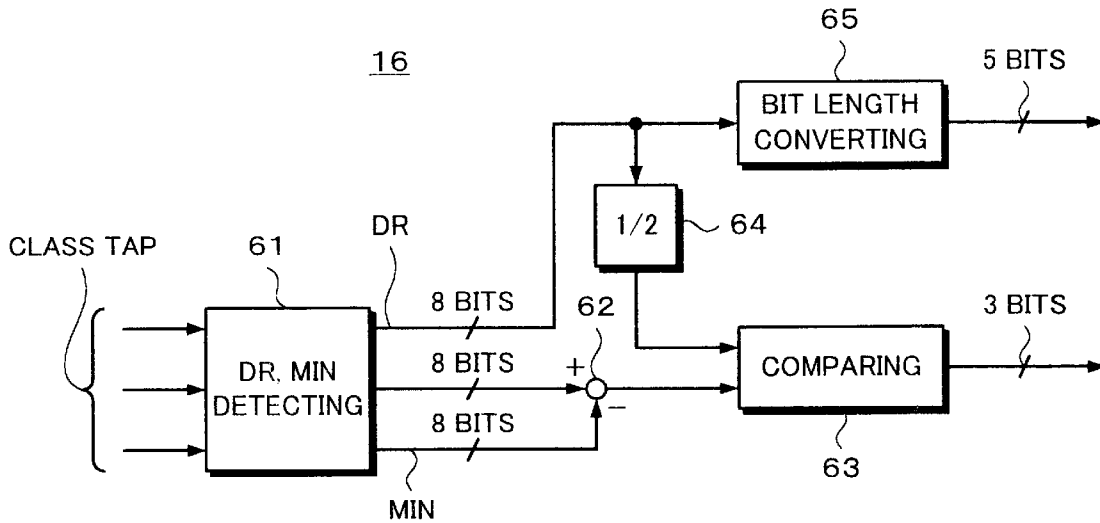 65
5 BITS
16
BIT LENGTH
CONVERTING
1/2
64
CLASS TAP
61
DR
8 BITS
62
3 BITS
DR, MIN
DETECTING
8 BITS
+
−
COMPARING
8 BITS
63
MIN